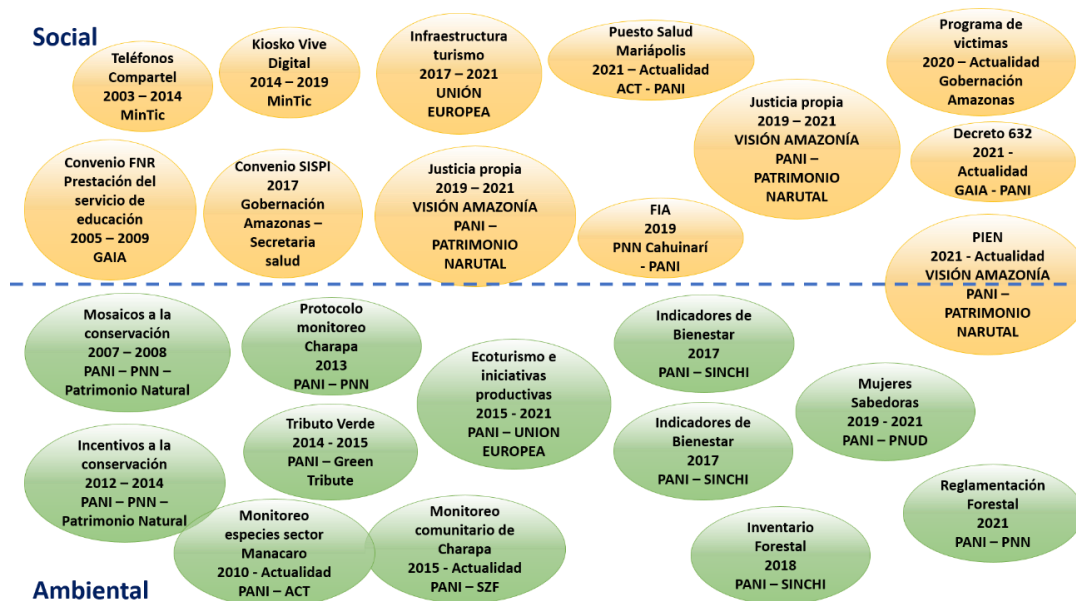 Social
Teléfonos
Compartel
2003 – 2014
MinTic
Kiosko Vive
Digital
2014 – 2019
MinTic
Infraestructura
turismo
2017 – 2021
UNIÓN
EUROPEA
Puesto Salud
Mariápolis
2021 – Actualidad
ACT - PANI
Justicia propia
2019 – 2021
VISIÓN AMAZONÍA
PANI –
PATRIMONIO
NARUTAL
Programa de
victimas
2020 – Actualidad
Gobernación
Amazonas
Decreto 632
2021 -
Actualidad
GAIA - PANI
Convenio FNR
Prestación del
servicio de
educación
2005 – 2009
GAIA
Convenio SISPI
2017
Gobernación
Amazonas –
Secretaria
salud
Justicia propia
2019 – 2021
VISIÓN AMAZONÍA
PANI –
PATRIMONIO
NARUTAL
FIA
2019
PNN Cahuinarí
- PANI
PIEN
2021 - Actualidad
VISIÓN AMAZONÍA
PANI –
PATRIMONIO
NARUTAL
Mosaicos a la
conservación
2007 – 2008
PANI – PNN –
Patrimonio Natural
Protocolo
monitoreo
Charapa
2013
PANI – PNN
Ecoturismo e
iniciativas
productivas
2015 - 2021
PANI – UNION
EUROPEA
Indicadores de
Bienestar
2017
PANI – SINCHI
Mujeres
Sabedoras
2019 - 2021
PANI – PNUD
Incentivos a la
conservación
2012 – 2014
PANI – PNN –
Patrimonio Natural
Tributo Verde
2014 - 2015
PANI – Green
Tribute
Indicadores de
Bienestar
2017
PANI – SINCHI
Reglamentación
Forestal
2021
PANI – PNN
Monitoreo
especies sector
Manacaro
2010 - Actualidad
PANI – ACT
Monitoreo
comunitario de
Charapa
2015 - Actualidad
PANI – SZF
Inventario
Forestal
2018
PANI – SINCHI
Ambiental